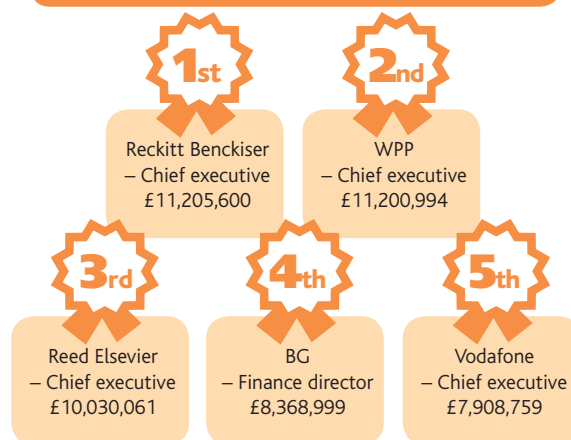 1st
2nd
Reckitt Benckiser
– Chief executive
£11,205,600
WPP
– Chief executive
£11,200,994
3rd
4th
5th
Reed Elsevier
– Chief executive
£10,030,061
BG
– Finance director
£8,368,999
Vodafone
– Chief executive
£7,908,759